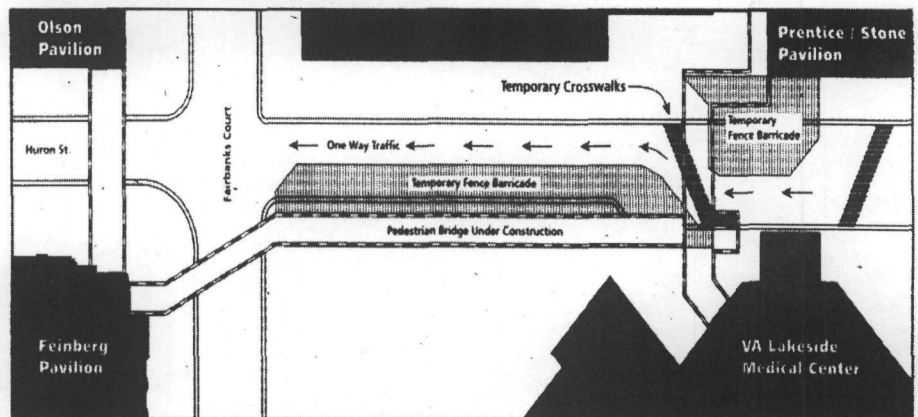 Olson
Pavilion
Prentice / Stone
Pavilion
Temporary Crosswalks
Temporary
Fence Barricade
Huron St.
Fairbanks Court
One Way Traffic
Temporary Fence Barricade
Pedestrian Bridge Under Construction
Feinberg
Pavilion
VA Lakeside
Medical Center